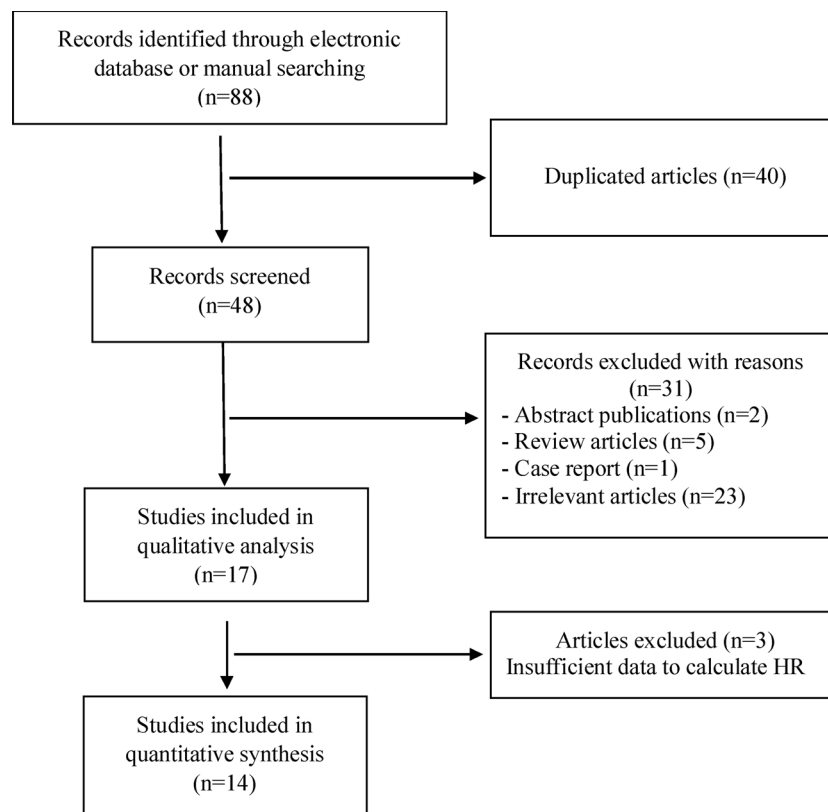 Records identified through electronic
database or manual searching
(n=88)
Duplicated articles (n=40)
Records screened
(n=48)
Records excluded with reasons
(n=31)
- Abstract publications (n=2)
- Review articles (n=5)
- Case report (n=1)
- Irrelevant articles (n=23)
Studies included in
qualitative analysis
(n=17)
Articles excluded (n=3)
Insufficient data to calculate HR
Studies included in
quantitative synthesis
(n=14)